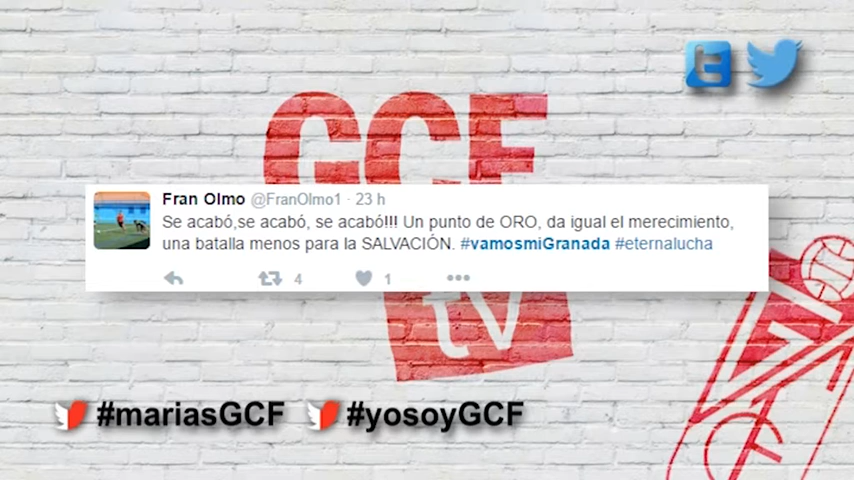 GCF
Fran Olmo @FranOlmo1 · 23 h
Se acabó,se acabó, se acabó!!! Un punto de ORO, da igual el merecimiento,
una batalla menos para la SALVACIÓN. #vamosmiGranada #eternalucha
4 1
tv
#mariasGCF #yosoyGCF